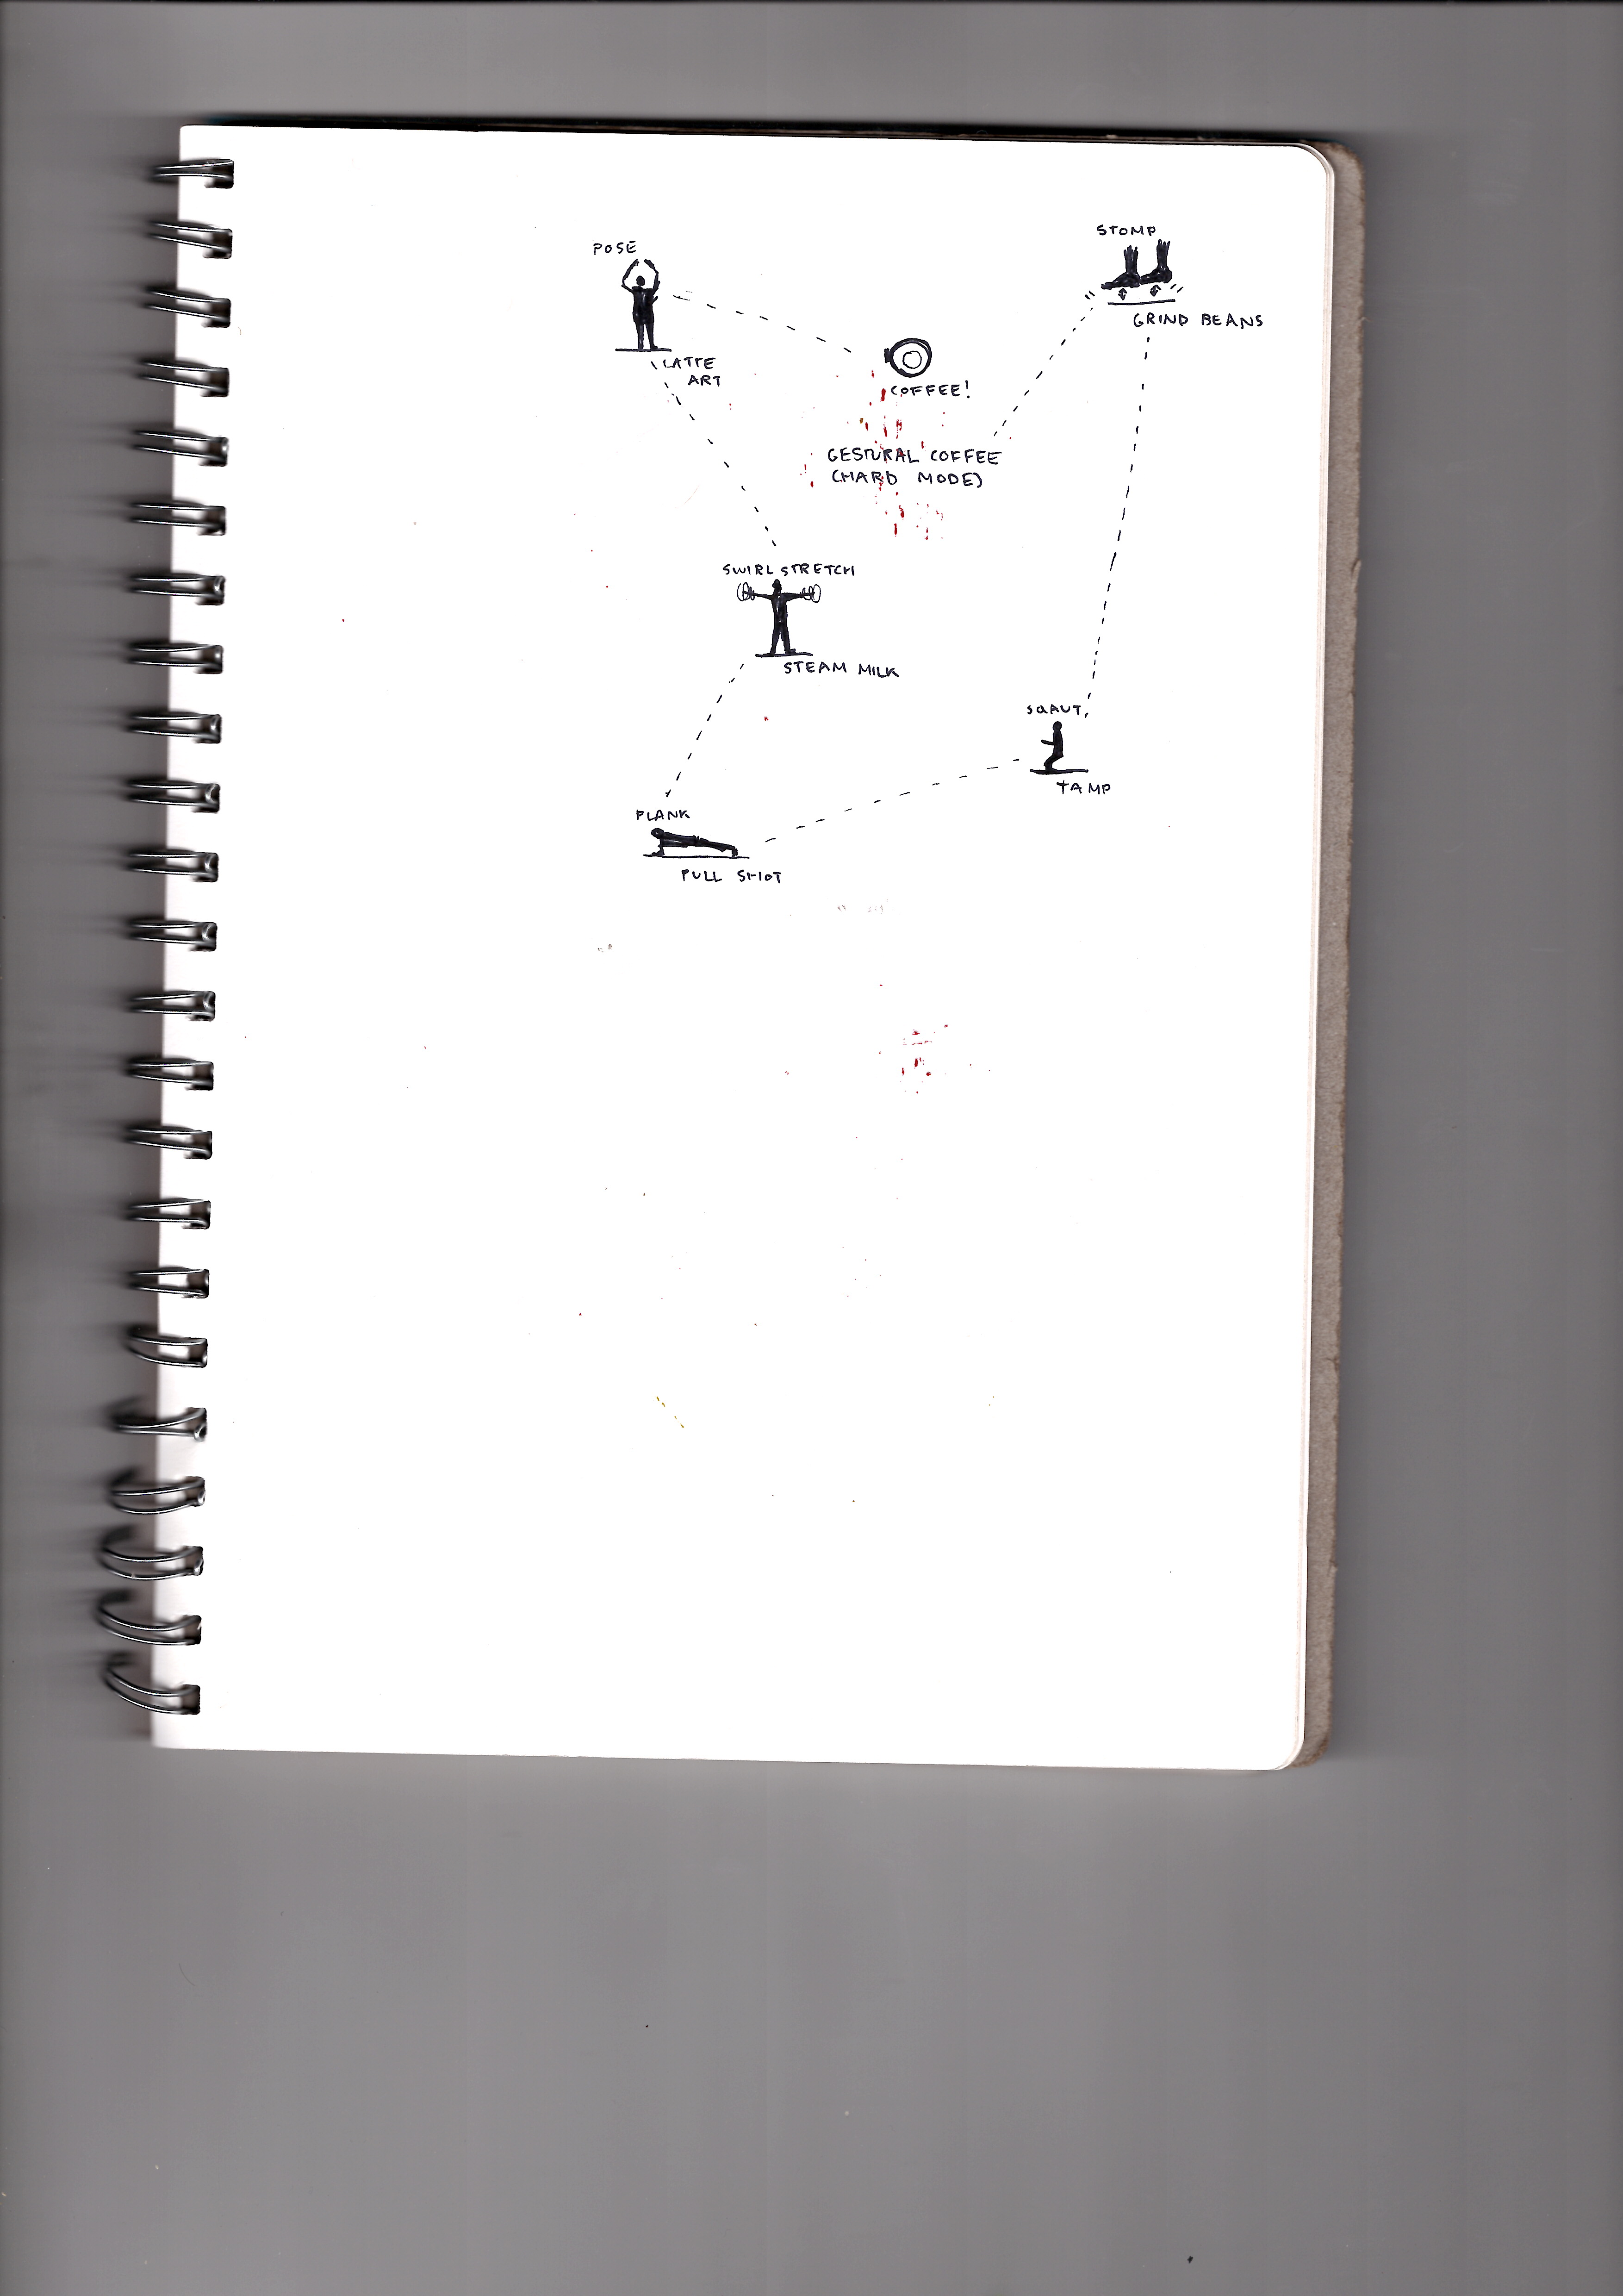 STOMP
POSE
GRIND BEANS
LATTE
ART
COFFEE!
GESTURAL COFFEE
(HARD MODE)
SWIRL STRETCH
STEAM MILK
SQAUT,
TAMP
PLANK
PULL SHOT